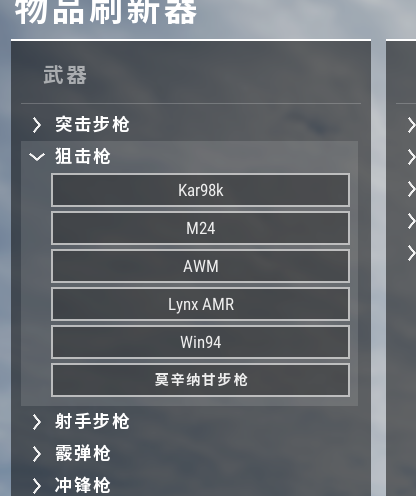 物品刷新器
武器
突击步枪
狙击枪
Kar98k
M24
AWM
Lynx AMR
Win94
莫辛纳甘步枪
射手步枪
霰弹枪
冲锋枪